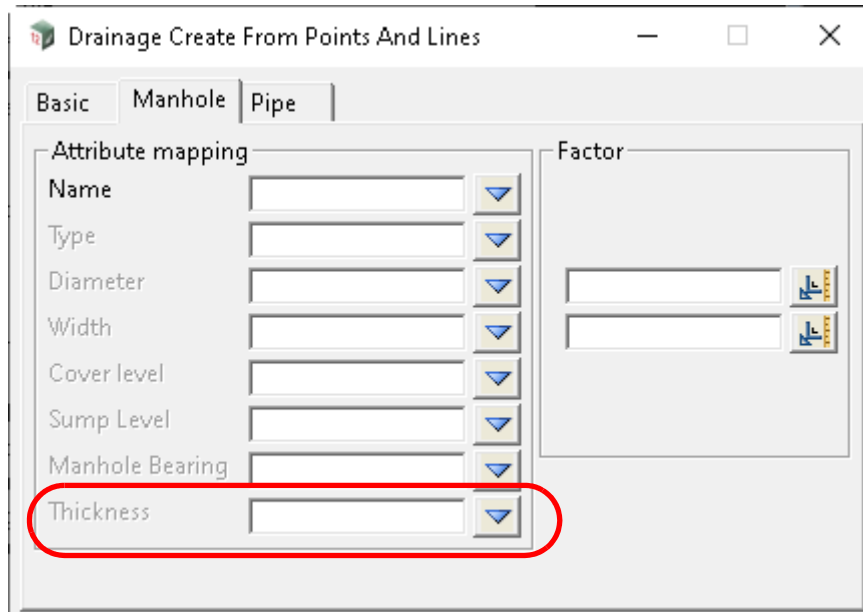 Drainage Create From Points And Lines
Basic Manhole Pipe
Attribute mapping Factor
Name
Type
Diameter
Width
Cover level
Sump Level
Manhole Bearing
Thickness